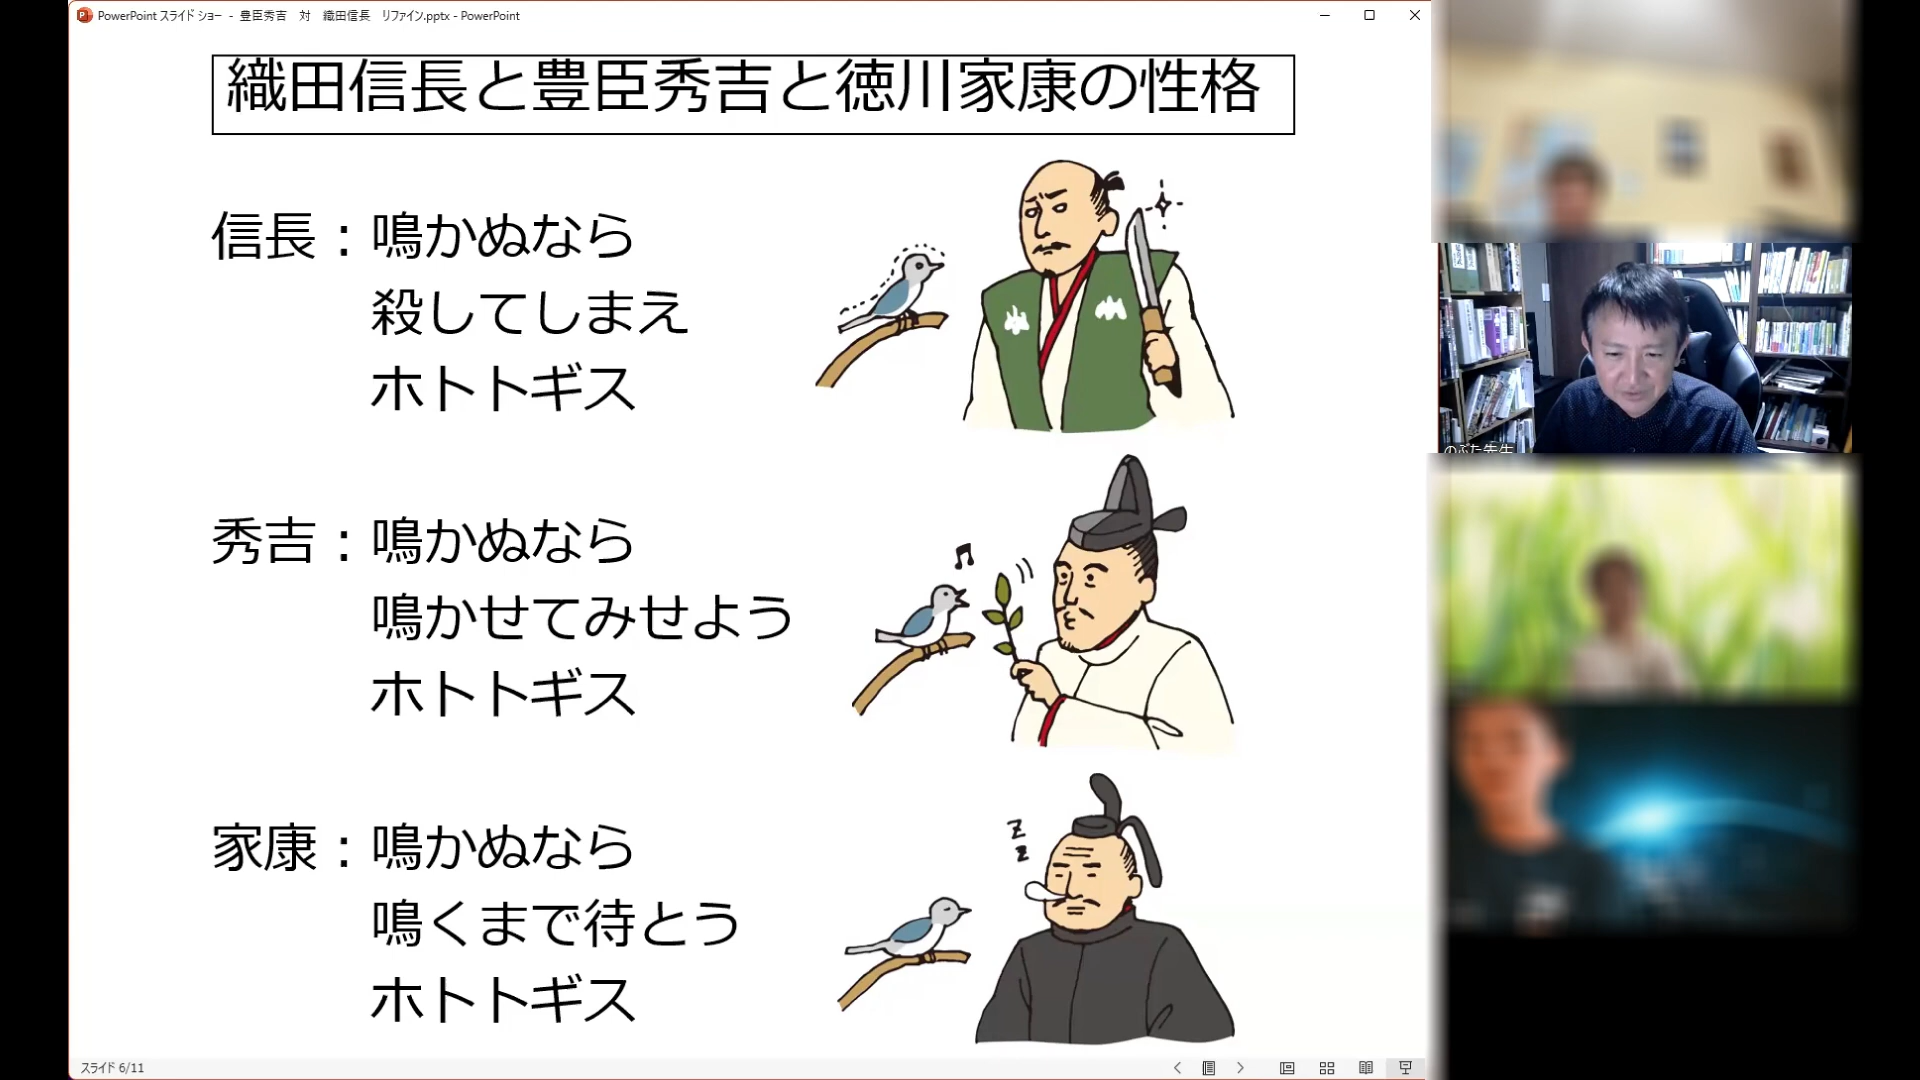 PowerPoint スライド ショー - 豊臣秀吉 対 織田信長 リファイン.pptx - PowerPoint
織田信長と豊臣秀吉と徳川家康の性格
信長：鳴かぬなら
殺してしまえ
ホトトギス
秀吉：鳴かぬなら
鳴かせてみせよう
ホトトギス
家康：鳴かぬなら
鳴くまで待とう
ホトトギス
z
z
のぶた先生
スライド 6/11